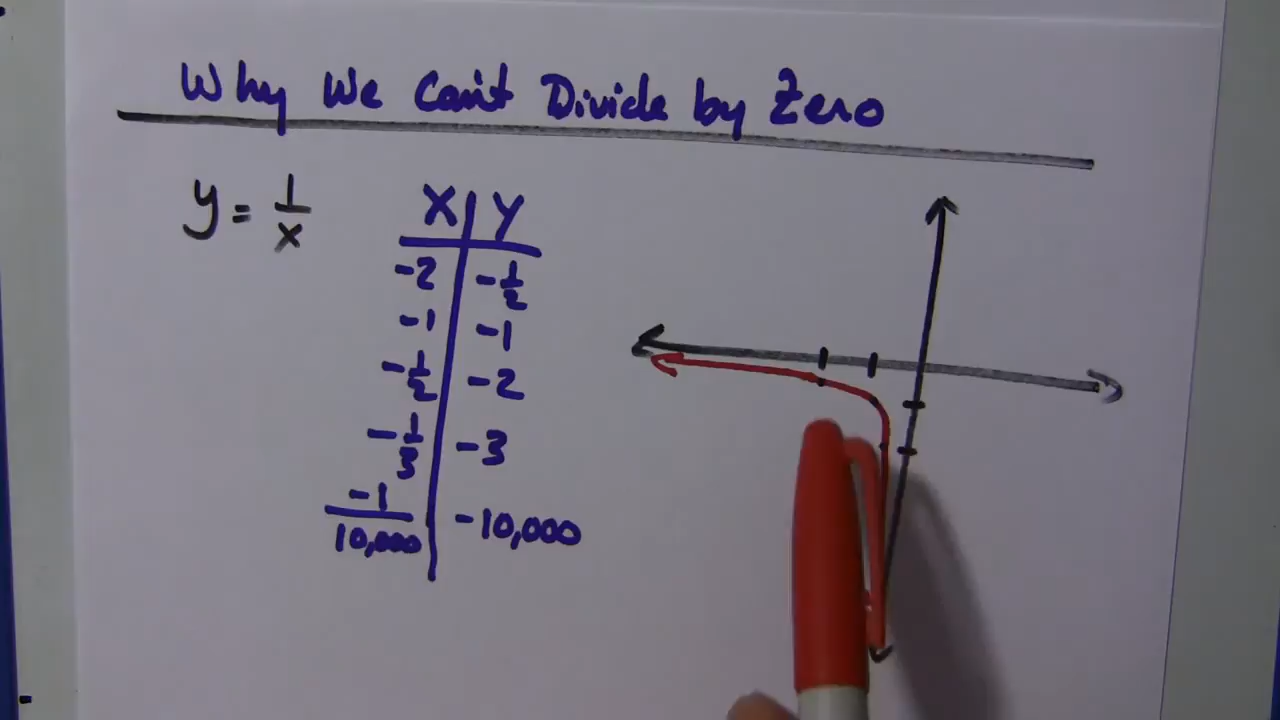 Why We Can't Divide by Zero
y = 1/x
X | Y
-2 | -1/2
-1 | -1
-1/2 | -2
-1/3 | -3
-1/10,000 | -10,000